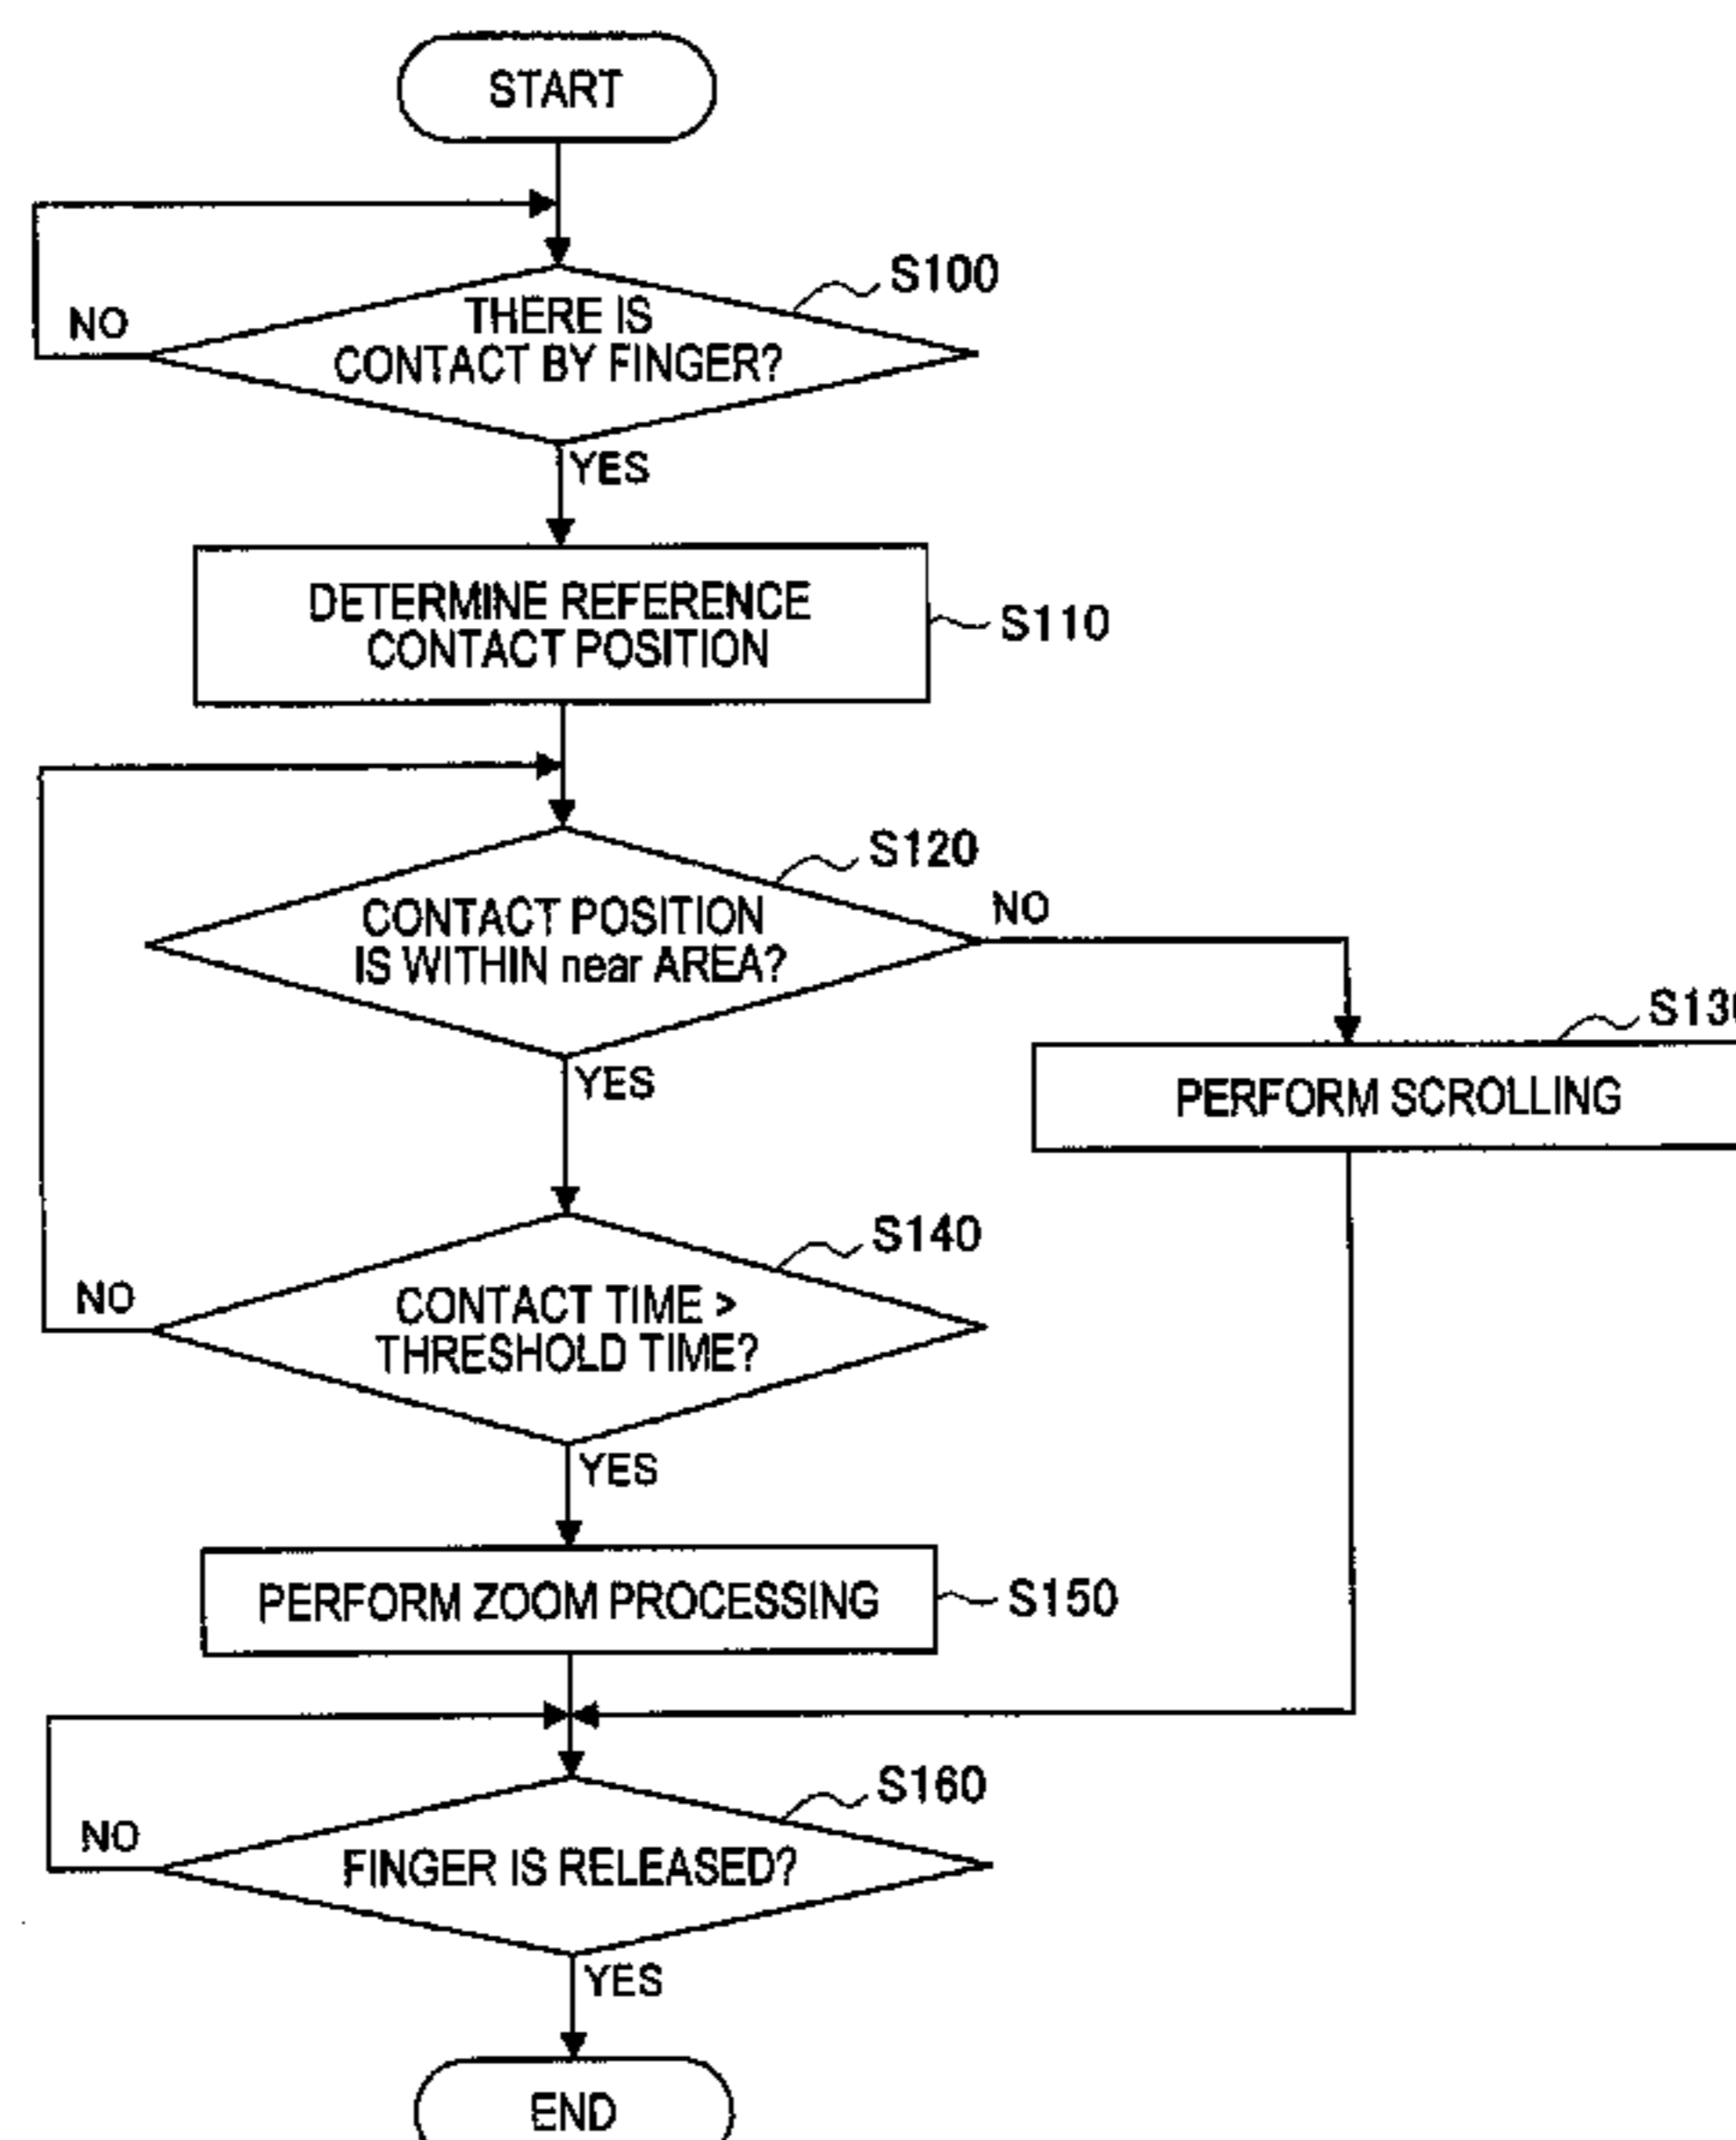 START
S100
THERE IS
CONTACT BY FINGER?
NO
YES
DETERMINE REFERENCE
CONTACT POSITION
S110
S120
CONTACT POSITION
IS WITHIN near AREA?
NO
YES
S130
PERFORM SCROLLING
S140
CONTACT TIME >
THRESHOLD TIME?
NO
YES
PERFORM ZOOM PROCESSING
S150
S160
FINGER IS RELEASED?
NO
YES
END